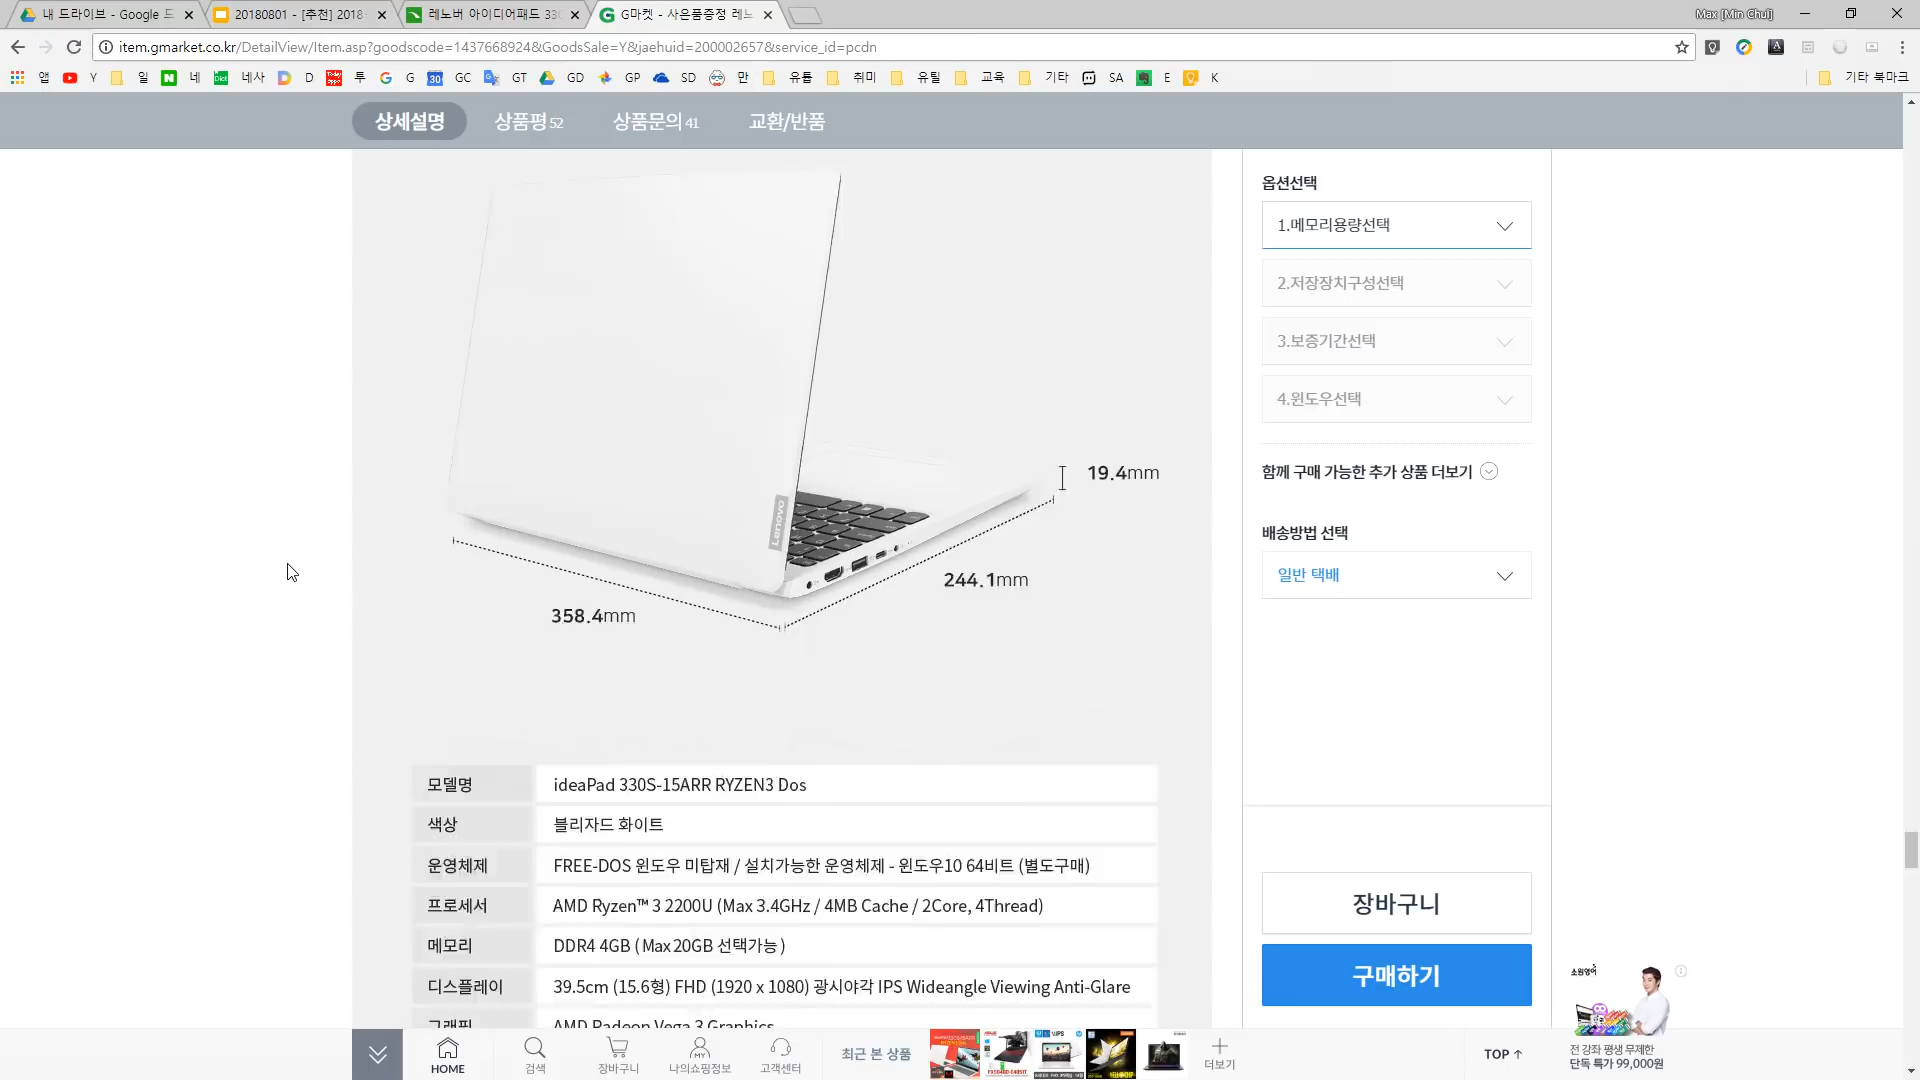 내 드라이브 - Google 드
20180801 - [추천] 2018
레노버 아이디어패드 330
G마켓 - 사은품증정 레노
Max [Min Chul]
item.gmarket.co.kr/DetailView/Item.asp?goodscode=1437668924&GoodsSale=Y&jaehuid=200002657&service_id=pcdn
앱 Y 일 네 네사 D 투 G GC GT GD GP SD 만 유틀 취미 유틸 교육 기타 SA E K 기타 북마크
상세설명 상품평 52 상품문의 41 교환/반품
옵션선택
1.메모리용량선택
2.저장장치구성선택
3.보증기간선택
4.윈도우선택
함께 구매 가능한 추가 상품 더보기
배송방법 선택
일반 택배
Lenovo
19.4mm
244.1mm
358.4mm
모델명 ideaPad 330S-15ARR RYZEN3 Dos
색상 블리자드 화이트
운영체제 FREE-DOS 윈도우 미탑재 / 설치가능한 운영체제 - 윈도우10 64비트 (별도구매)
프로세서 AMD Ryzen™ 3 2200U (Max 3.4GHz / 4MB Cache / 2Core, 4Thread)
메모리 DDR4 4GB (Max 20GB 선택가능)
디스플레이 39.5cm (15.6형) FHD (1920 x 1080) 광시야각 IPS Wideangle Viewing Anti-Glare
그래픽 AMD Radeon Vega 3 Graphics
장바구니
구매하기
소원영어
전 강좌 평생 무제한
단독 특가 99,000원
HOME
검색
장바구니
MY
나의쇼핑정보
고객센터
최근 본 상품
더보기
TOP